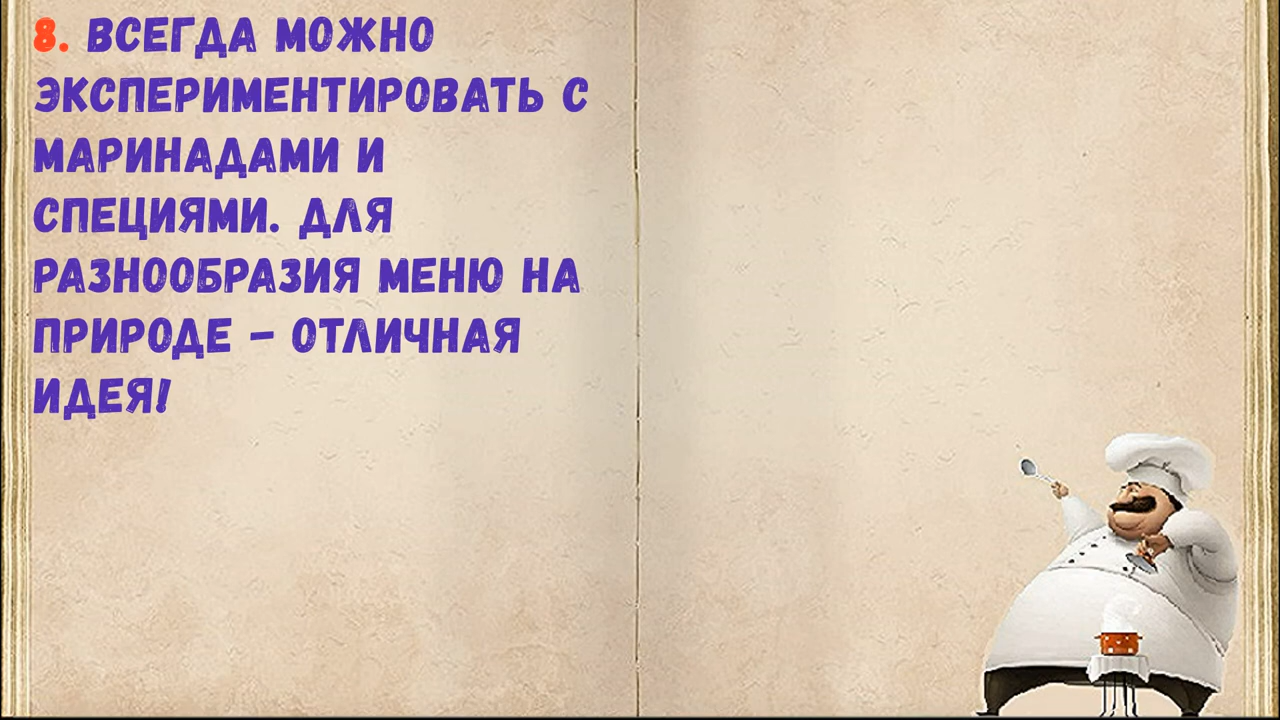 8. ВСЕГДА МОЖНО
ЭКСПЕРИМЕНТИРОВАТЬ С
МАРИНАДАМИ И
СПЕЦИЯМИ. ДЛЯ
РАЗНООБРАЗИЯ МЕНЮ НА
ПРИРОДЕ – ОТЛИЧНАЯ
ИДЕЯ!